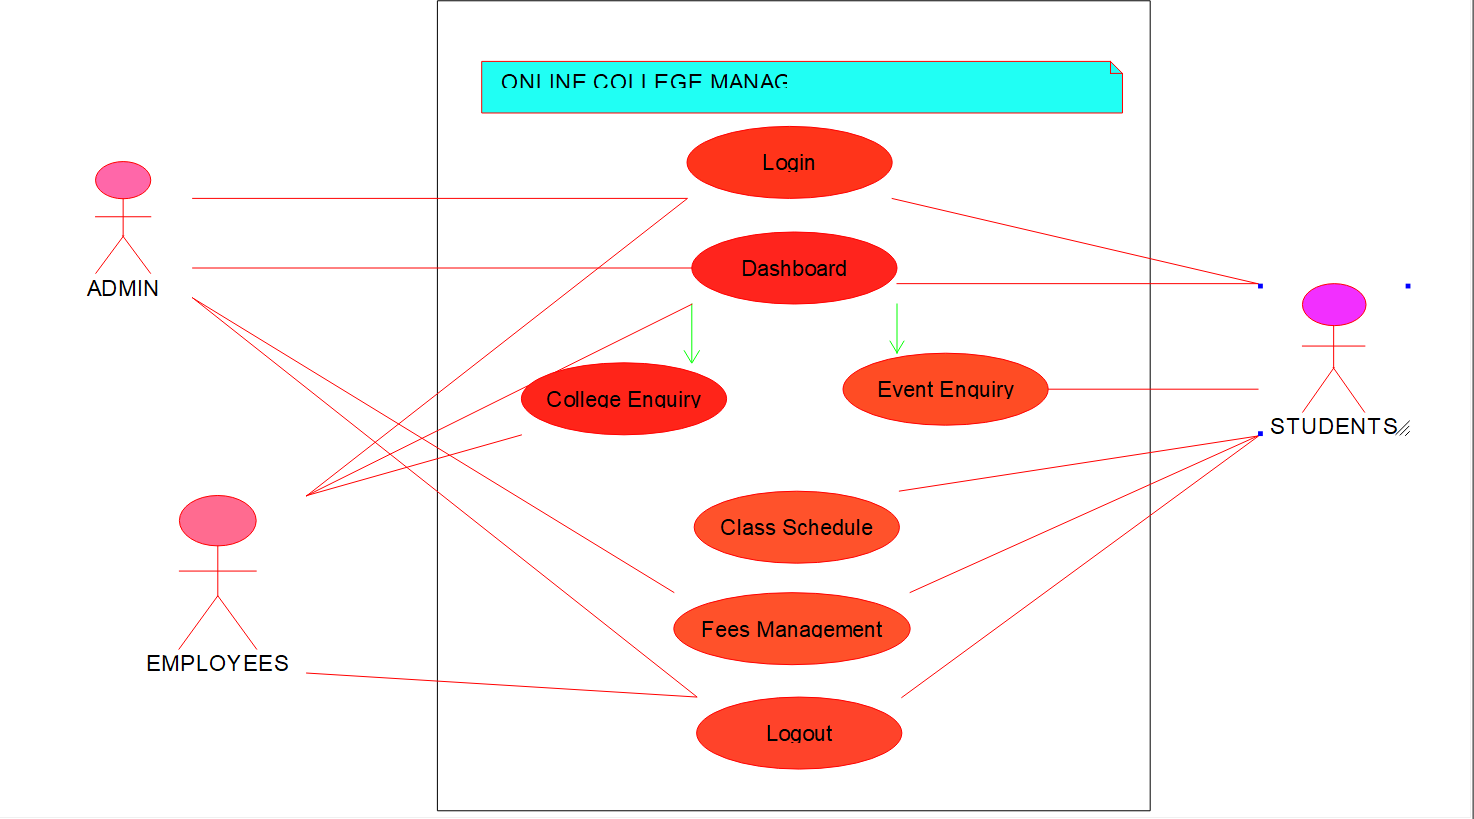 ONLINE COLLEGE MANAG
Login
ADMIN
Dashboard
College Enquiry
Event Enquiry
STUDENTS
Class Schedule
Fees Management
EMPLOYEES
Logout